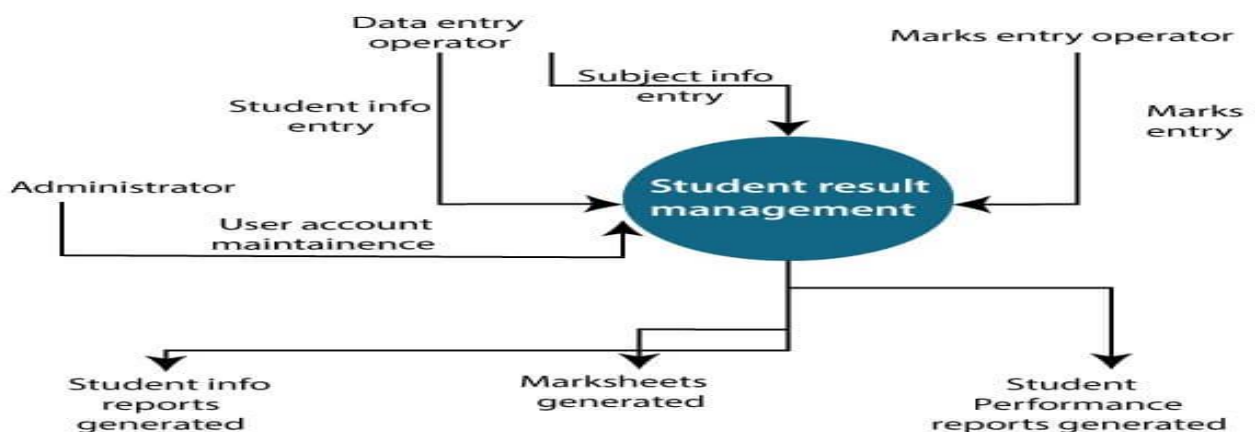 Data entry
operator
Marks entry operator
Subject info
entry
Student info
entry
Marks
entry
Administrator
Student result
management
User account
maintainence
Student info
reports
generated
Marksheets
generated
Student
Performance
reports generated